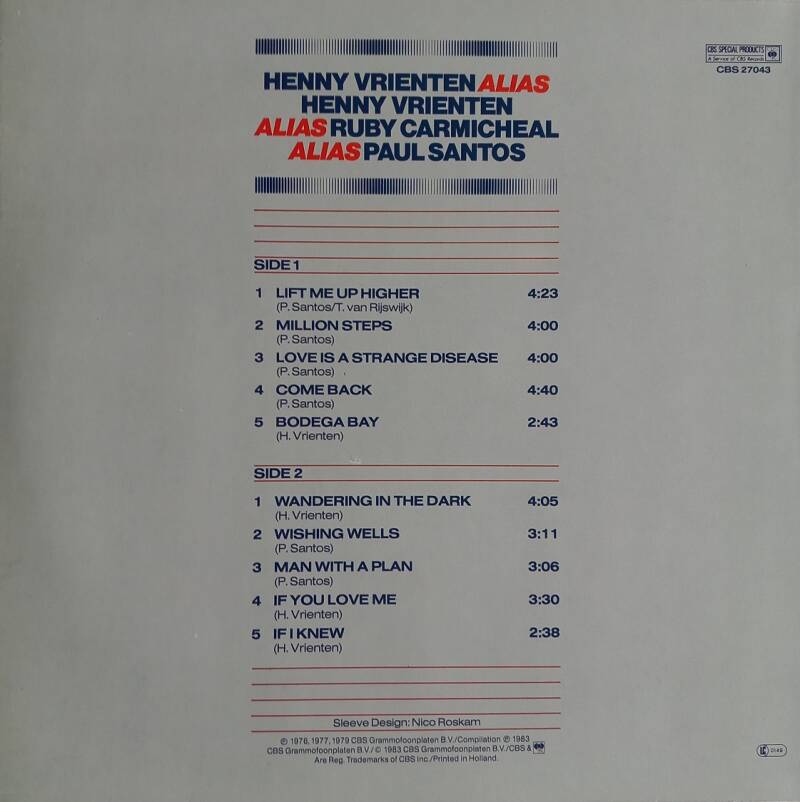 CBS SPECIAL PRODUCTS
A Service of CBS Records
CBS 27043
HENNY VRIENTEN ALIAS
HENNY VRIENTEN
ALIAS RUBY CARMICHEAL
ALIAS PAUL SANTOS
SIDE 1
1 LIFT ME UP HIGHER 4:23
(P. Santos/T. van Rijswijk)
2 MILLION STEPS 4:00
(P. Santos)
3 LOVE IS A STRANGE DISEASE 4:00
(P. Santos)
4 COME BACK 4:40
(P. Santos)
5 BODEGA BAY 2:43
(H. Vrienten)
SIDE 2
1 WANDERING IN THE DARK 4:05
(H. Vrienten)
2 WISHING WELLS 3:11
(P. Santos)
3 MAN WITH A PLAN 3:06
(P. Santos)
4 IF YOU LOVE ME 3:30
(H. Vrienten)
5 IF I KNEW 2:38
(H. Vrienten)
Sleeve Design: Nico Roskam
℗ 1976, 1977, 1979 CBS Grammofoonplaten B.V./Compilation ℗ 1983
CBS Grammofoonplaten B.V./© 1983 CBS Grammofoonplaten B.V./CBS &
Are Reg. Trademarks of CBS Inc./Printed in Holland.
LC 0149